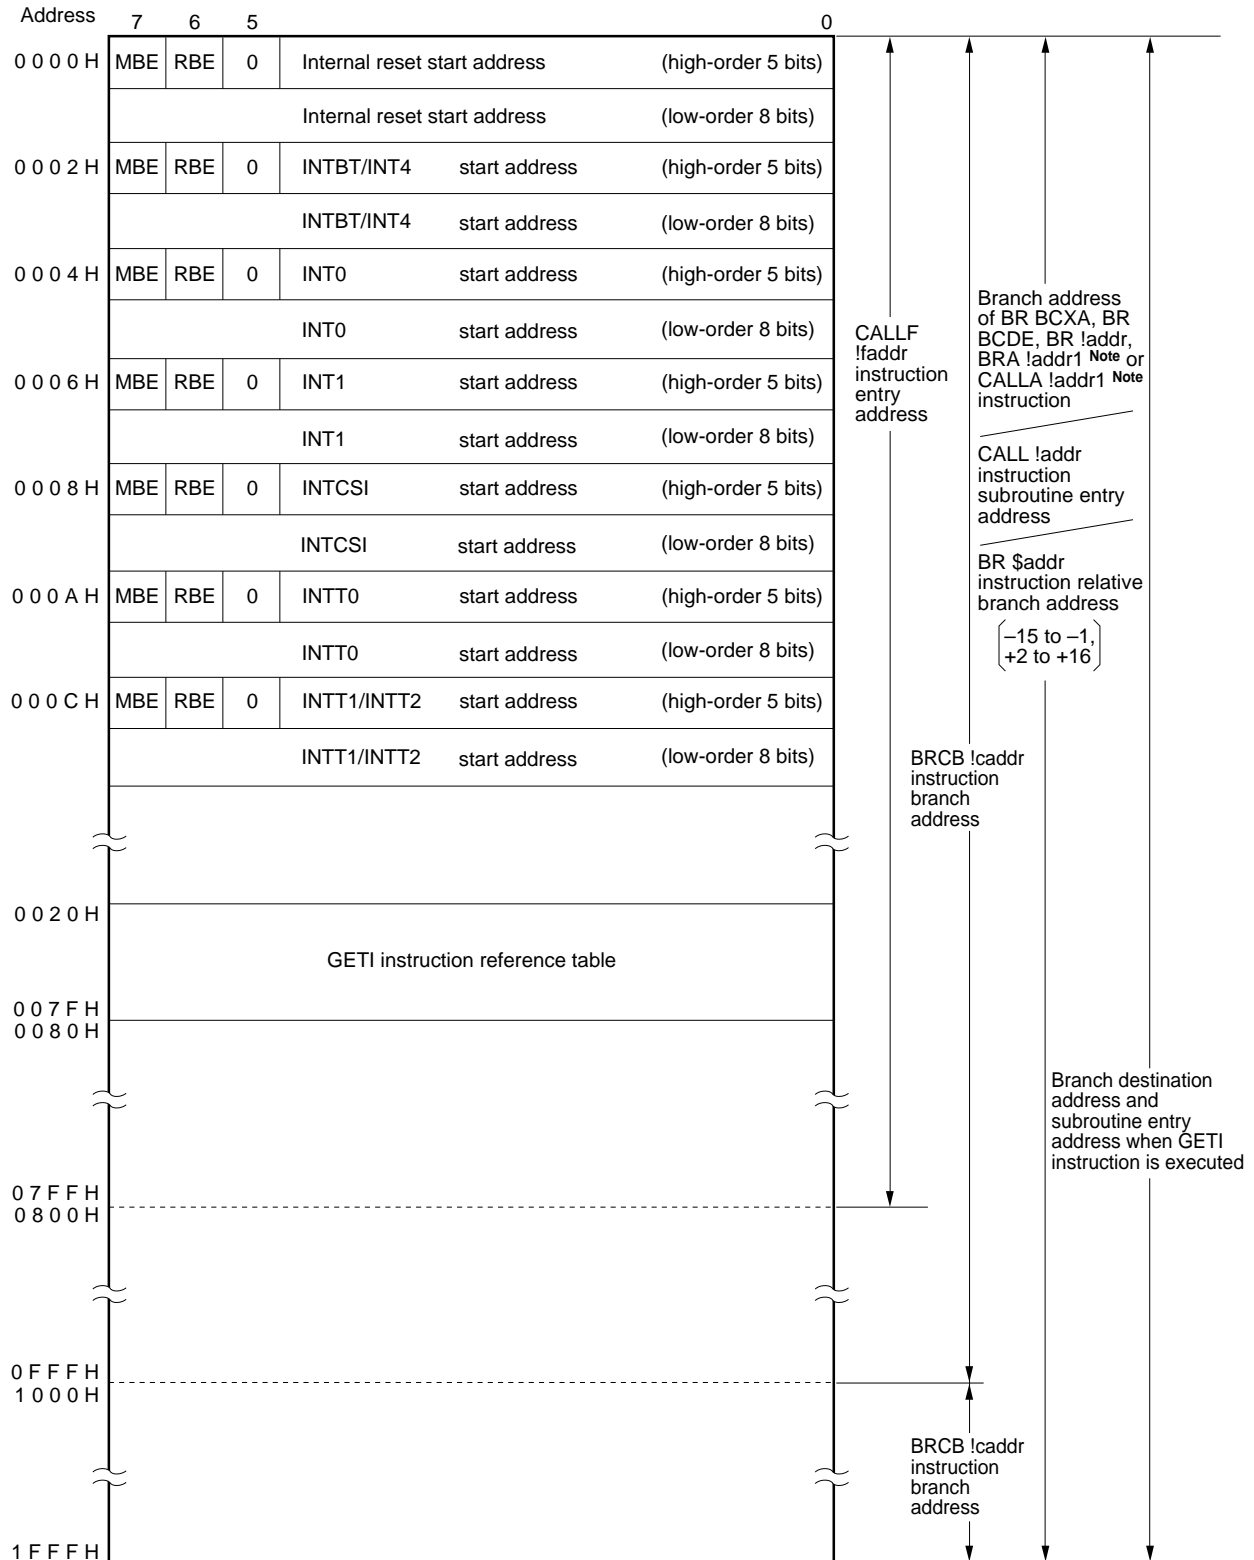 Address 7 6 5 0
0000H MBE RBE 0 Internal reset start address (high-order 5 bits)
Internal reset start address (low-order 8 bits)
0002H MBE RBE 0 INTBT/INT4 start address (high-order 5 bits)
INTBT/INT4 start address (low-order 8 bits)
0004H MBE RBE 0 INT0 start address (high-order 5 bits)
INT0 start address (low-order 8 bits)
0006H MBE RBE 0 INT1 start address (high-order 5 bits)
INT1 start address (low-order 8 bits)
0008H MBE RBE 0 INTCSI start address (high-order 5 bits)
INTCSI start address (low-order 8 bits)
000AH MBE RBE 0 INTT0 start address (high-order 5 bits)
INTT0 start address (low-order 8 bits)
000CH MBE RBE 0 INTT1/INTT2 start address (high-order 5 bits)
INTT1/INTT2 start address (low-order 8 bits)
0020H
GETI instruction reference table
007FH
0080H
07FFH
0800H
0FFFH
1000H
1FFFH
CALLF
!faddr
instruction
entry
address
BRCB !caddr
instruction
branch
address
Branch address
of BR BCXA, BR
BCDE, BR !addr,
BRA !addr1 Note or
CALLA !addr1 Note
instruction
CALL !addr
instruction
subroutine entry
address
BR $addr
instruction relative
branch address
–15 to –1,
+2 to +16
Branch destination
address and
subroutine entry
address when GETI
instruction is executed
BRCB !caddr
instruction
branch
address